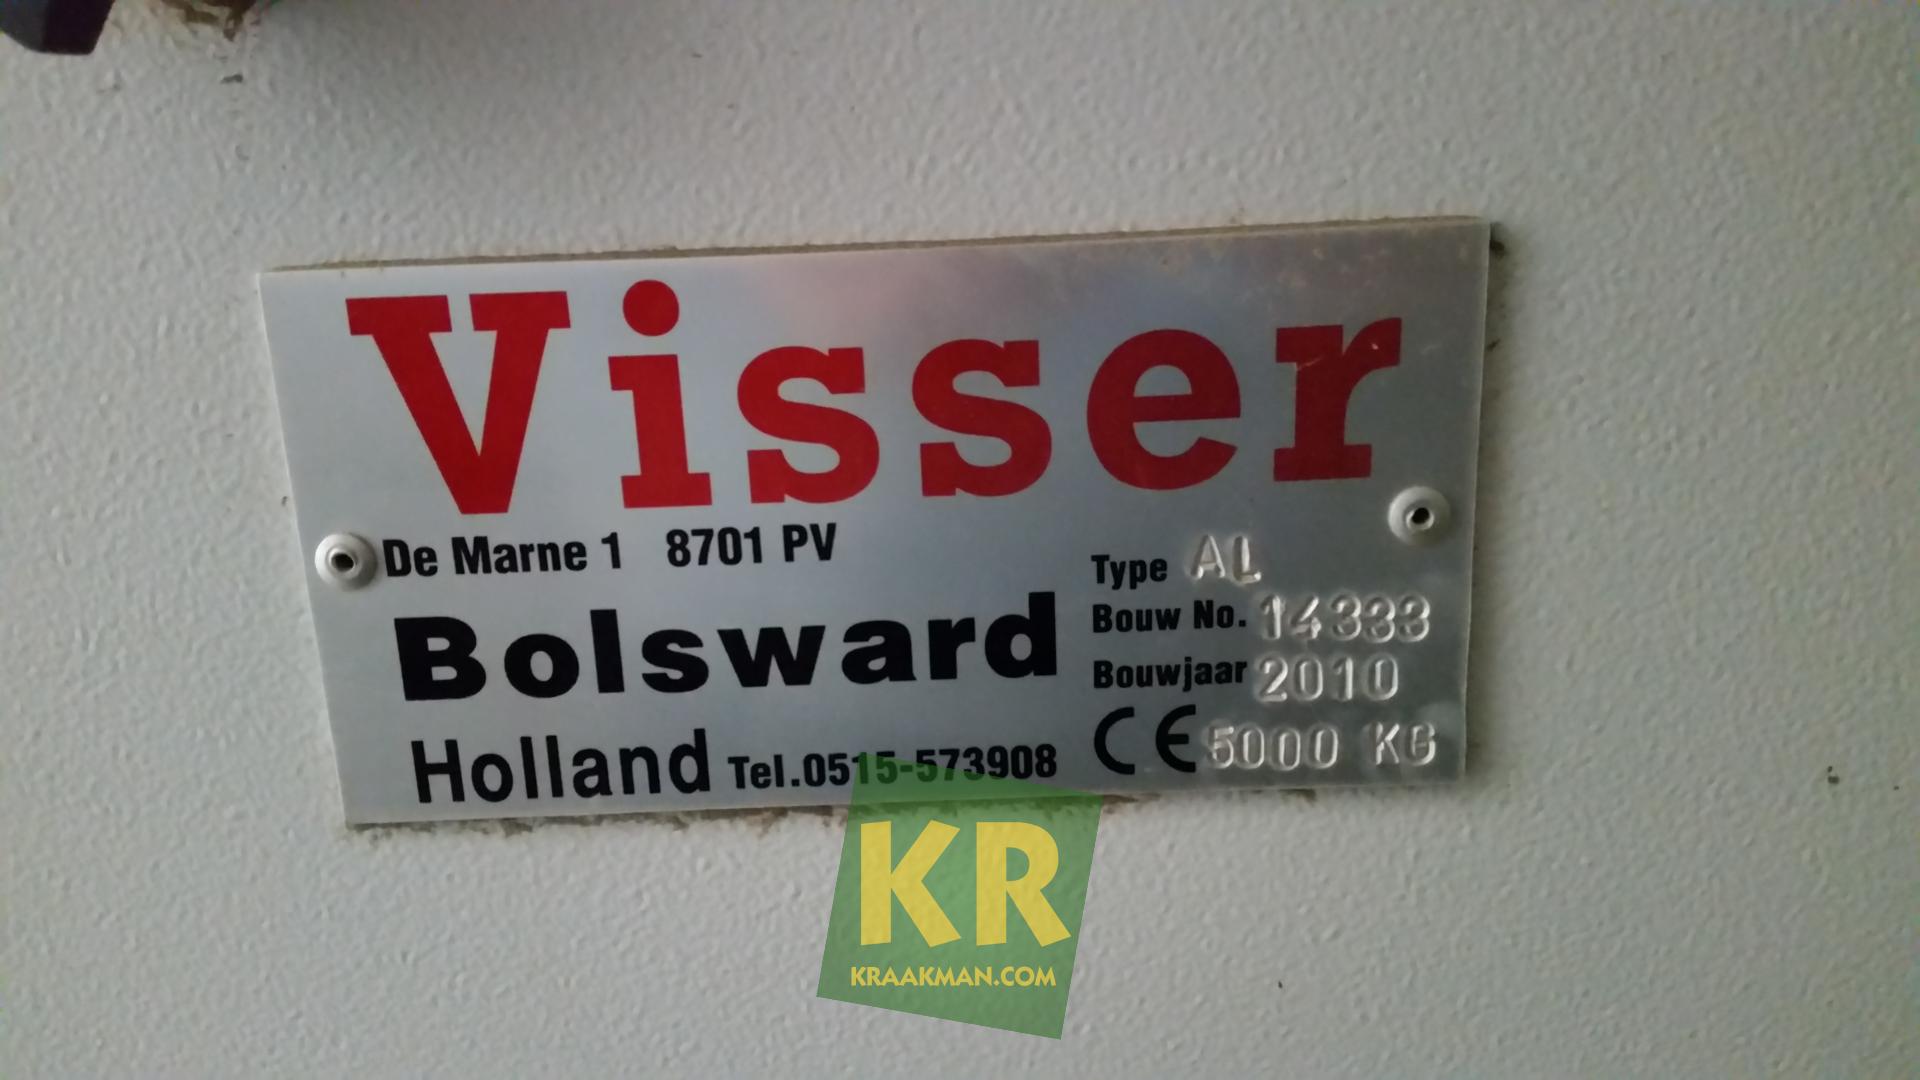 Visser
De Marne 1 8701 PV
Bolsward
Holland Tel.0515-573908
Type AL
Bouw No. 14333
Bouwjaar 2010
CE 5000 KG
KR
KRAAKMAN.COM